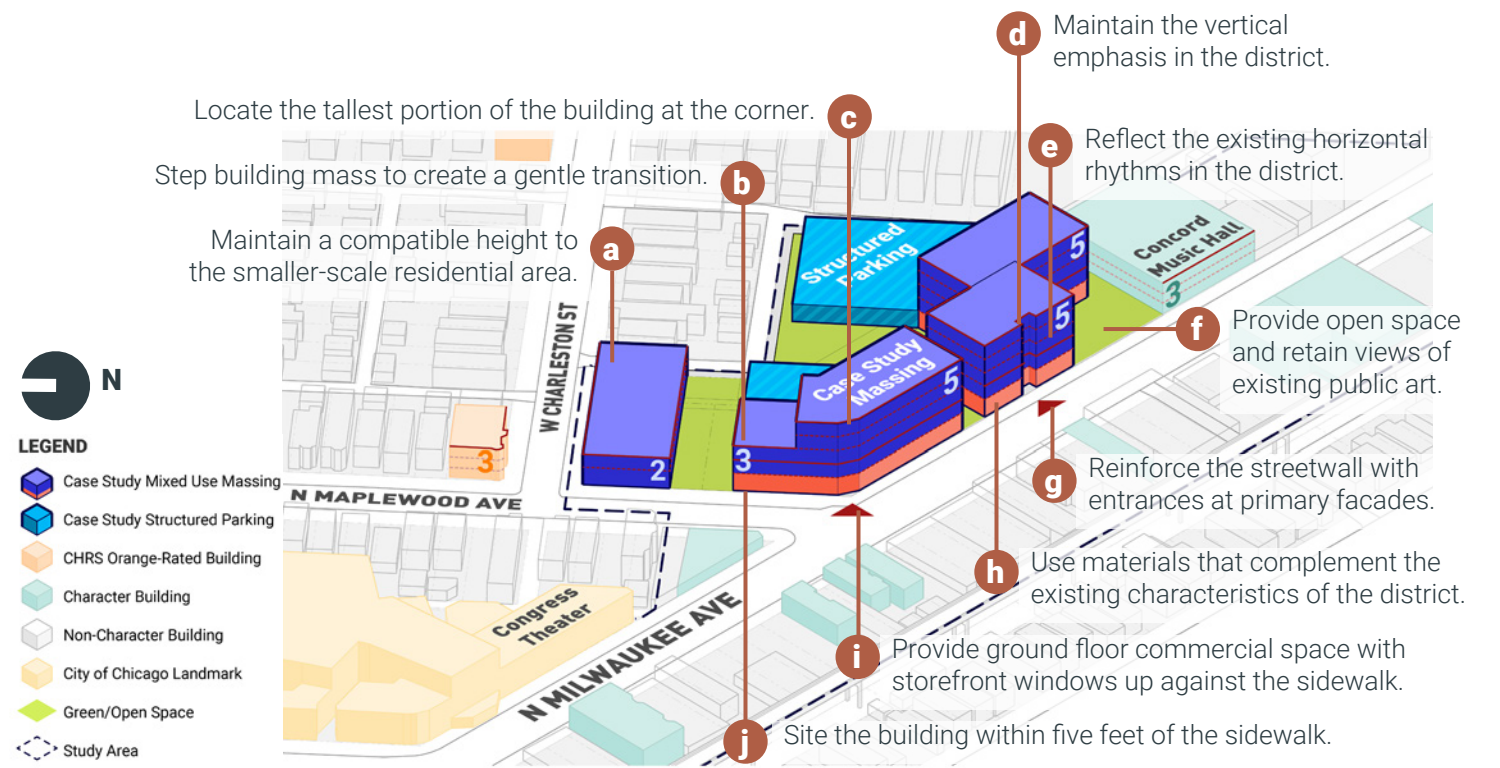 d
Maintain the vertical
emphasis in the district.
Locate the tallest portion of the building at the corner.
c
e
Reflect the existing horizontal
rhythms in the district.
Step building mass to create a gentle transition.
b
Maintain a compatible height to
the smaller-scale residential area.
a
Structured
Parking
5
Concord
Music Hall
3
5
f
Provide open space
and retain views of
existing public art.
W CHARLESTON ST
Case Study
Massing
5
N
LEGEND
Case Study Mixed Use Massing
Case Study Structured Parking
CHRS Orange-Rated Building
Character Building
Non-Character Building
City of Chicago Landmark
Green/Open Space
Study Area
3
2
3
N MAPLEWOOD AVE
g
Reinforce the streetwall with
entrances at primary facades.
h
Use materials that complement the
existing characteristics of the district.
Congress
Theater
N MILWAUKEE AVE
i
Provide ground floor commercial space with
storefront windows up against the sidewalk.
j
Site the building within five feet of the sidewalk.